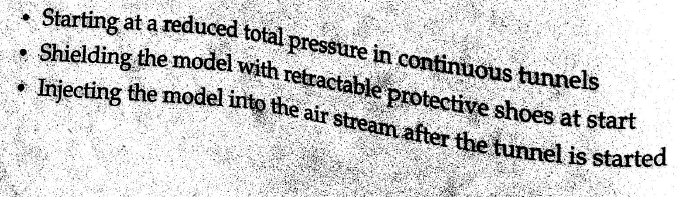 • Starting at a reduced total pressure in continuous tunnels
• Shielding the model with retractable protective shoes at start
• Injecting the model into the air stream after the tunnel is started